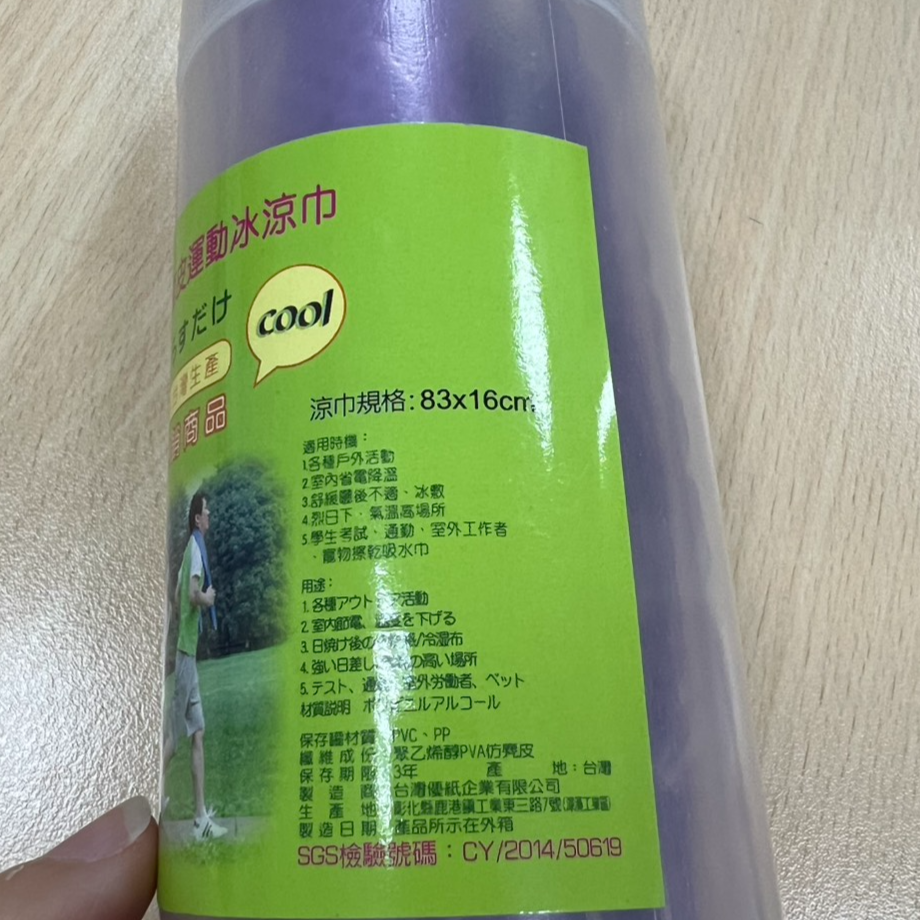 皮運動冰涼巾
すだけ
cool
生產
商品
涼巾規格:83x16cm
適用時機：
1.各種戶外活動
2.室內省電降溫
3.舒緩曬後不適、冰敷
4.烈日下、氣溫高場所
5.學生考試、通勤、室外工作者
、寵物擦乾吸水巾
用途：
1.各種アウト 活動
2.室內節電、 を下げる
3.日焼け後の /冷湿布
4.強い日差し の高い場所
5.テスト、通 室外労働者、ペット
材質説明 ポ ニルアルコール
保存罐材質 PVC、PP
纖維成份 聚乙烯醇PVA仿麂皮
保存期限 3年 產地：台灣
製造商 台灣優紙企業有限公司
生產地 彰化縣鹿港鎮工業東三路7號
製造日期 產品所示在外箱
SGS檢驗號碼：CY/2014/50619